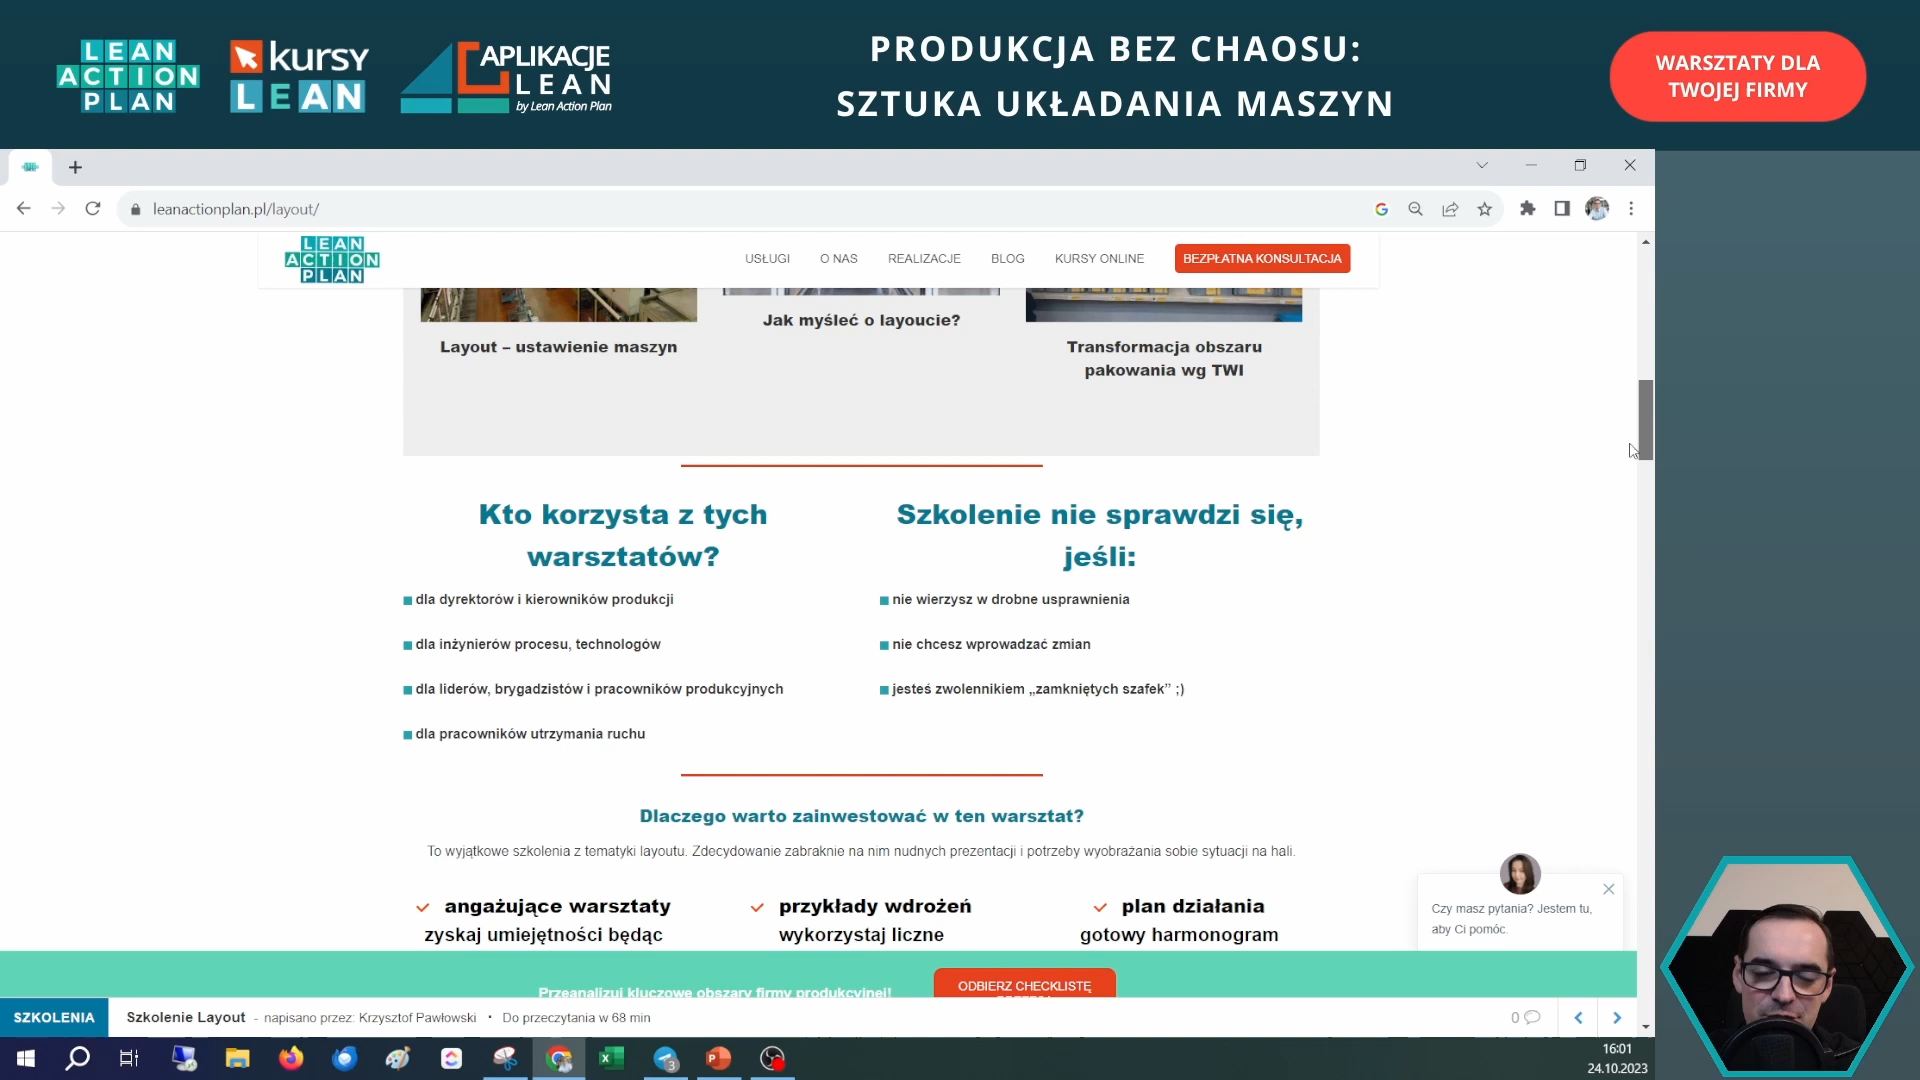 LEAN
ACTION
PLAN
kursy
LEAN
APLIKACJE
LEAN
by Lean Action Plan
PRODUKCJA BEZ CHAOSU:
SZTUKA UKŁADANIA MASZYN
WARSZTATY DLA
TWOJEJ FIRMY
leanactionplan.pl/layout/
LEAN
ACTION
PLAN
USŁUGI
O NAS
REALIZACJE
BLOG
KURSY ONLINE
BEZPŁATNA KONSULTACJA
Layout – ustawienie maszyn
Jak myśleć o layoucie?
Transformacja obszaru
pakowania wg TWI
Kto korzysta z tych
warsztatów?
dla dyrektorów i kierowników produkcji
dla inżynierów procesu, technologów
dla liderów, brygadzistów i pracowników produkcyjnych
dla pracowników utrzymania ruchu
Szkolenie nie sprawdzi się,
jeśli:
nie wierzysz w drobne usprawnienia
nie chcesz wprowadzać zmian
jesteś zwolennikiem „zamkniętych szafek” ;)
Dlaczego warto zainwestować w ten warsztat?
To wyjątkowe szkolenia z tematyki layoutu. Zdecydowanie zabraknie na nim nudnych prezentacji i potrzeby wyobrażania sobie sytuacji na hali.
angażujące warsztaty
zyskaj umiejętności będąc
przykłady wdrożeń
wykorzystaj liczne
plan działania
gotowy harmonogram
Czy masz pytania? Jestem tu,
aby Ci pomóc.
Przeanalizuj kluczowe obszary firmy produkcyjnej!
ODBIERZ CHECKLISTĘ
SZKOLENIA
Szkolenie Layout - napisano przez: Krzysztof Pawłowski • Do przeczytania w 68 min
0
3
16:01
24.10.2023